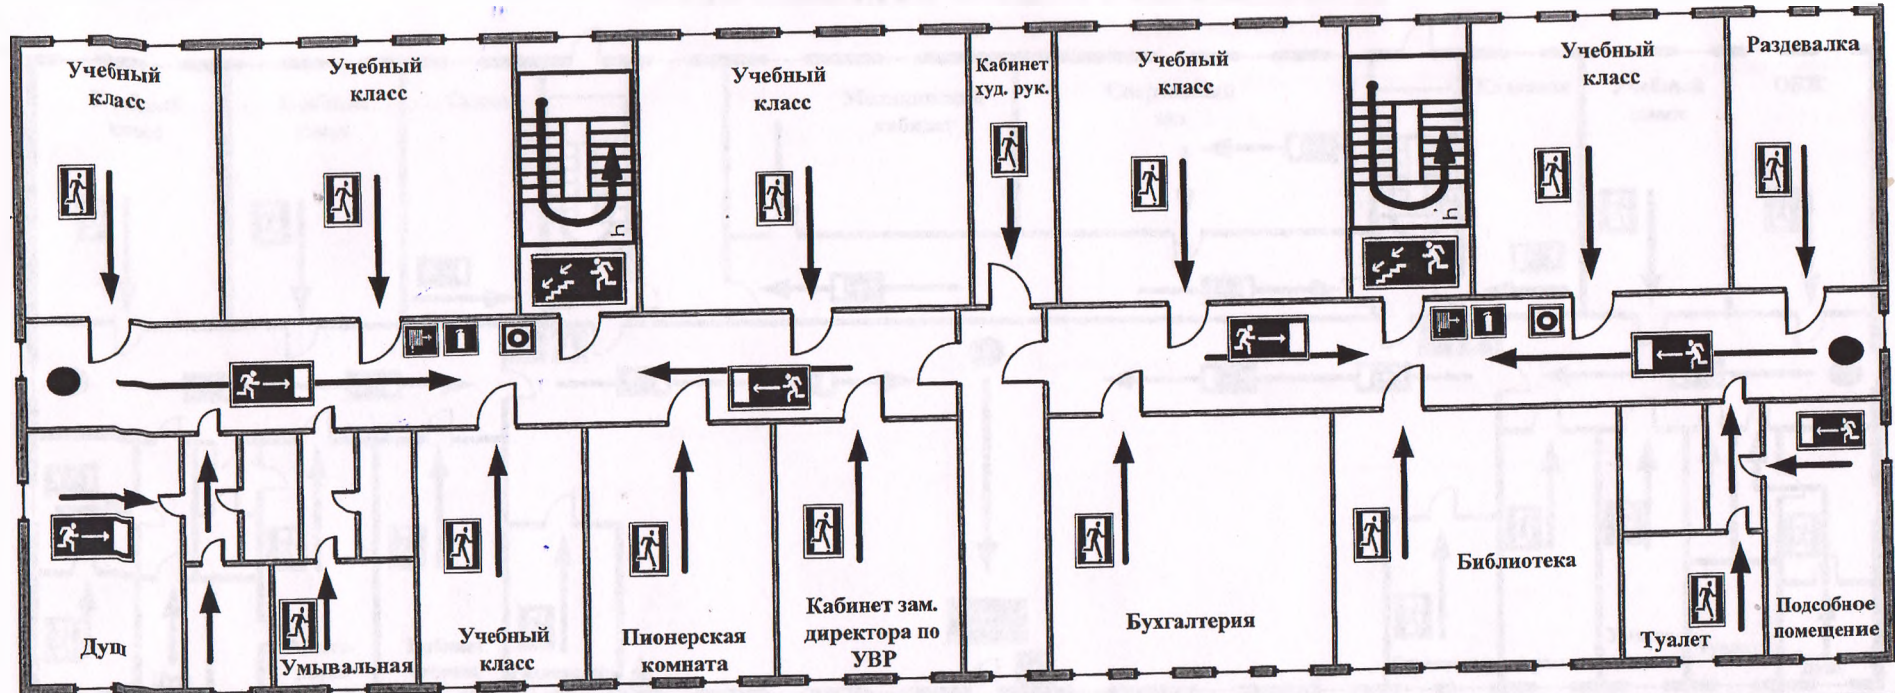 Учебный
класс
Учебный
класс
Учебный
класс
Кабинет
худ. рук.
Учебный
класс
Учебный
класс
Раздевалка
Душ
Умывальная
Учебный
класс
Пионерская
комната
Кабинет зам.
директора по
УВР
Бухгалтерия
Библиотека
Туалет
Подсобное
помещение